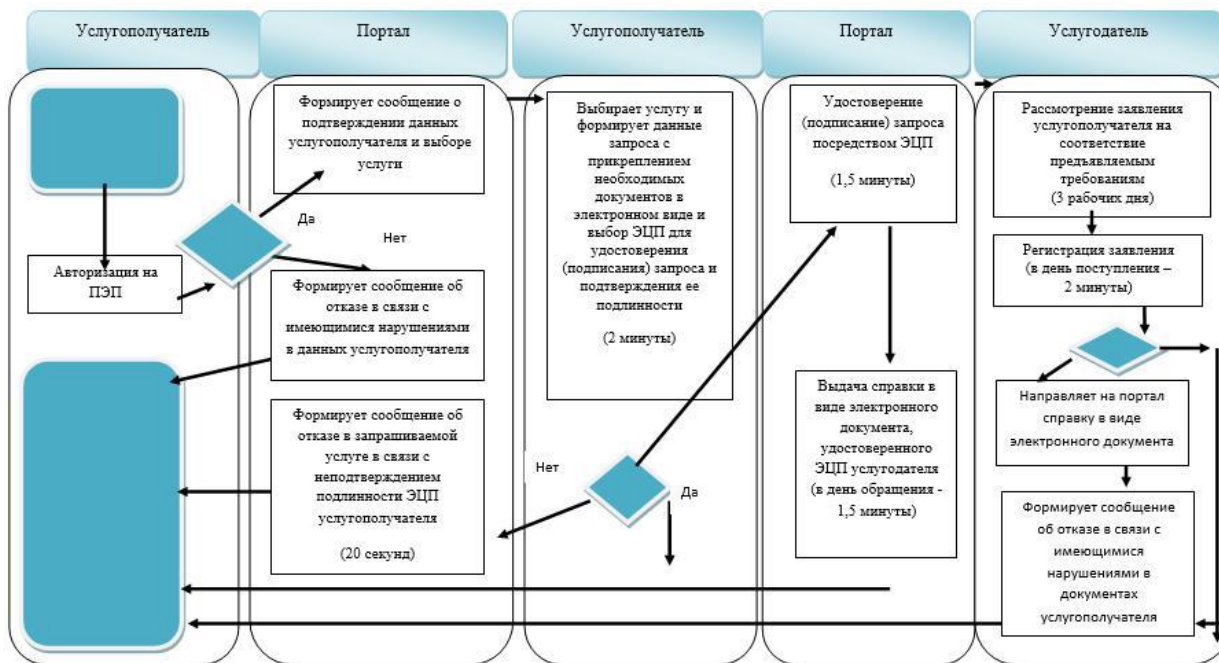 Услугополучатель
Портал
Услугополучатель
Портал
Услугодатель
Авторизация на
ПЭП
Да
Нет
Формирует сообщение о
подтверждении данных
услугополучателя и выборе
услуги
Формирует сообщение об
отказе в связи с
имеющимися нарушениями
в данных услугополучателя
Формирует сообщение об
отказе в запрашиваемой
услуге в связи с
неподтверждением
подлинности ЭЦП
услугополучателя
(20 секунд)
Выбирает услугу и
формирует данные
запроса с
прикреплением
необходимых
документов в
электронном виде и
выбор ЭЦП для
удостоверения
(подписания) запроса и
подтверждения ее
подлинности
(2 минуты)
Нет
Да
Удостоверение
(подписание) запроса
посредством ЭЦП
(1,5 минуты)
Выдача справки в
виде электронного
документа,
удостоверенного
ЭЦП услугодателя
(в день обращения -
1,5 минуты)
Рассмотрение заявления
услугополучателя на
соответствие
предъявляемым
требованиям
(3 рабочих дня)
Регистрация заявления
(в день поступления –
2 минуты)
Направляет на портал
справку в виде
электронного документа
Формирует сообщение
об отказе в связи с
имеющимися
нарушениями в
документах
услугополучателя